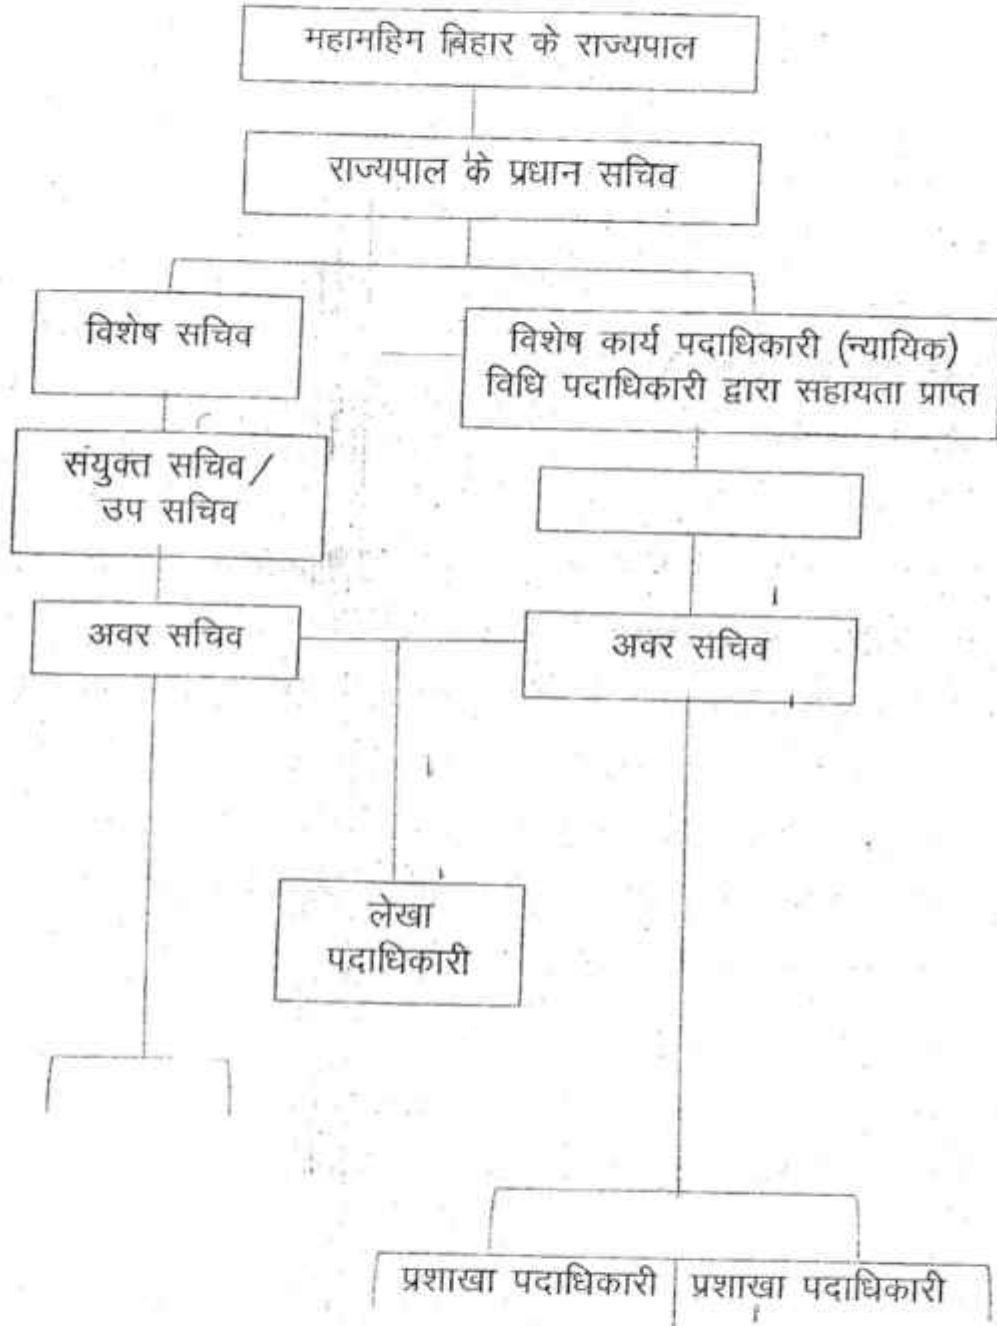 महामहिम बिहार के राज्यपाल
राज्यपाल के प्रधान सचिव
विशेष सचिव
विशेष कार्य पदाधिकारी (न्यायिक)
विधि पदाधिकारी द्वारा सहायता प्राप्त
संयुक्त सचिव/
उप सचिव
अवर सचिव
अवर सचिव
लेखा
पदाधिकारी
प्रशाखा पदाधिकारी
प्रशाखा पदाधिकारी